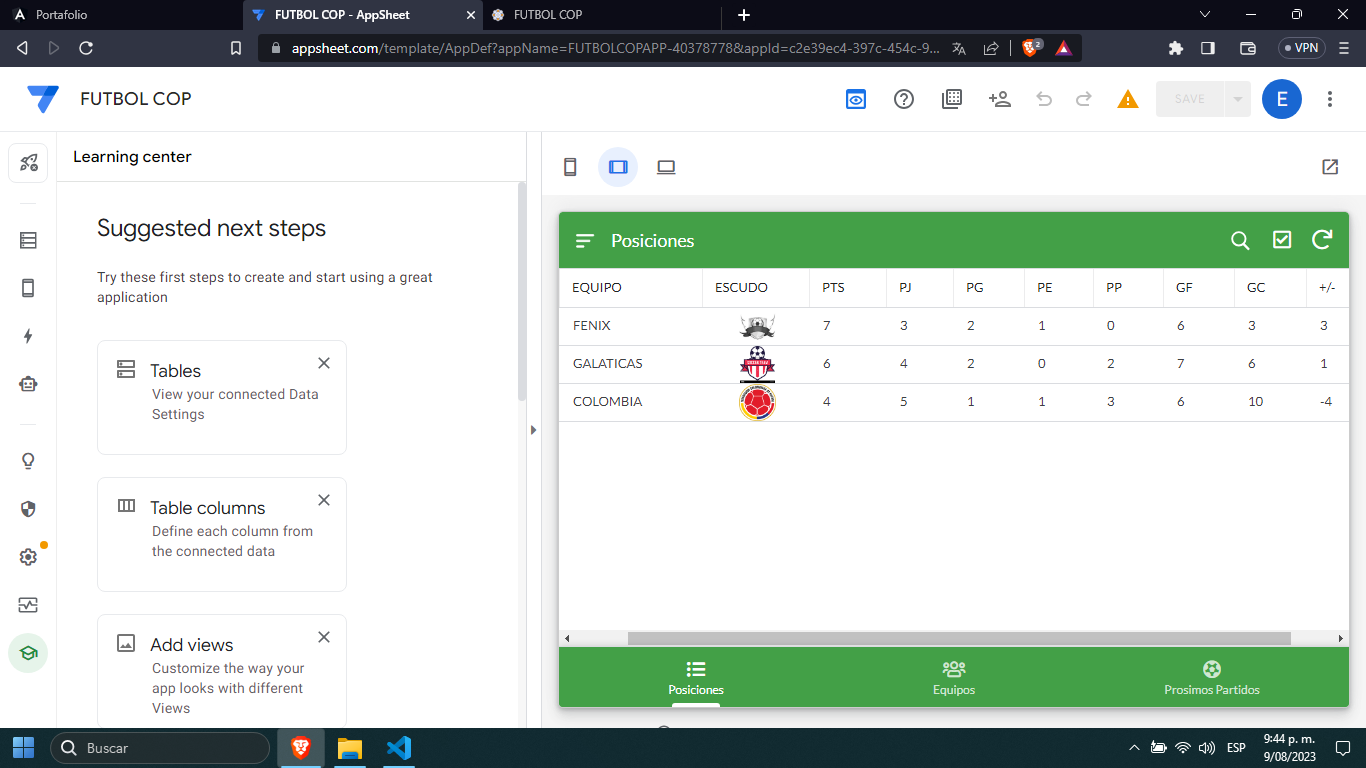 Portafolio
FUTBOL COP - AppSheet
FUTBOL COP
appsheet.com/template/AppDef?appName=FUTBOLCOPAPP-40378778&appId=c2e39ec4-397c-454c-9...
2
VPN
FUTBOL COP
SAVE
E
Learning center
Suggested next steps
Try these first steps to create and start using a great
application
Tables
View your connected Data
Settings
Table columns
Define each column from
the connected data
Add views
Customize the way your
app looks with different
Views
Posiciones
EQUIPO ESCUDO PTS PJ PG PE PP GF GC +/-
FENIX 7 3 2 1 0 6 3 3
GALATICAS 6 4 2 0 2 7 6 1
COLOMBIA 4 5 1 1 3 6 10 -4
Posiciones
Equipos
Prosimos Partidos
Buscar
ESP
9:44 p. m.
9/08/2023